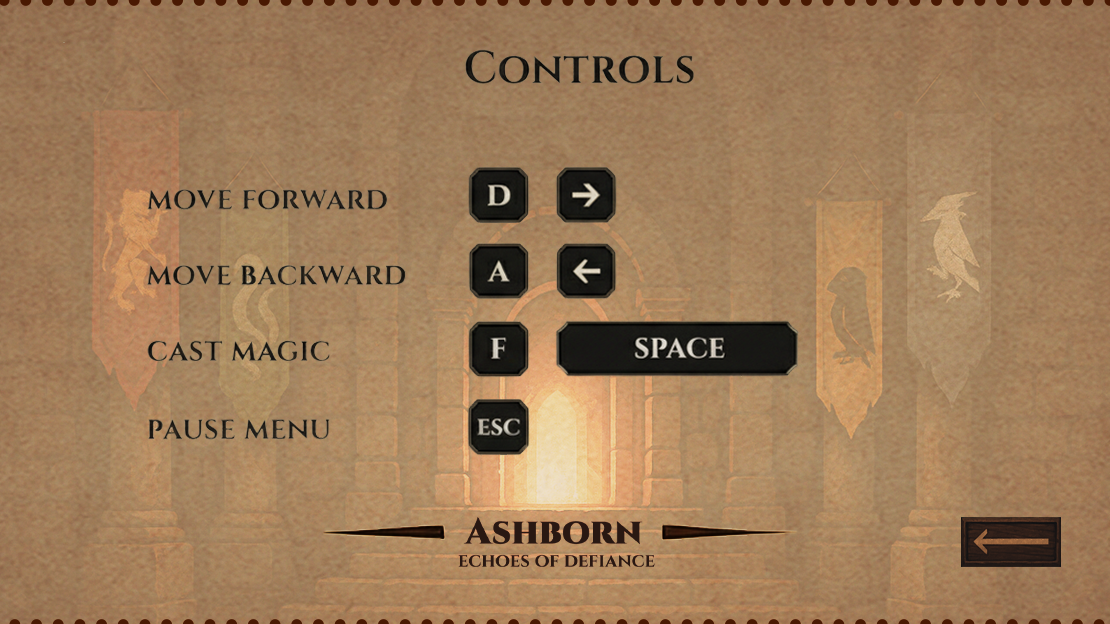 CONTROLS
MOVE FORWARD D →
MOVE BACKWARD A ←
CAST MAGIC F SPACE
PAUSE MENU ESC
ASHBORN
ECHOES OF DEFIANCE